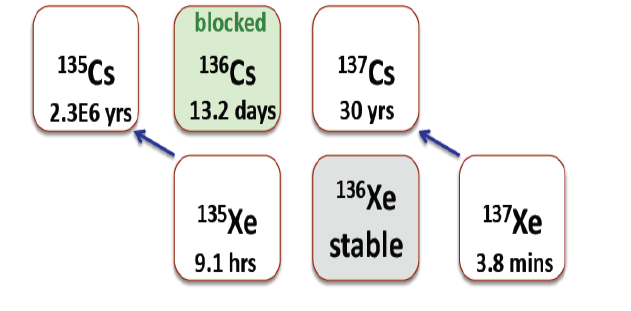 blocked
¹³⁵Cs
2.3E6 yrs
¹³⁶Cs
13.2 days
¹³⁷Cs
30 yrs
¹³⁵Xe
9.1 hrs
¹³⁶Xe
stable
¹³⁷Xe
3.8 mins